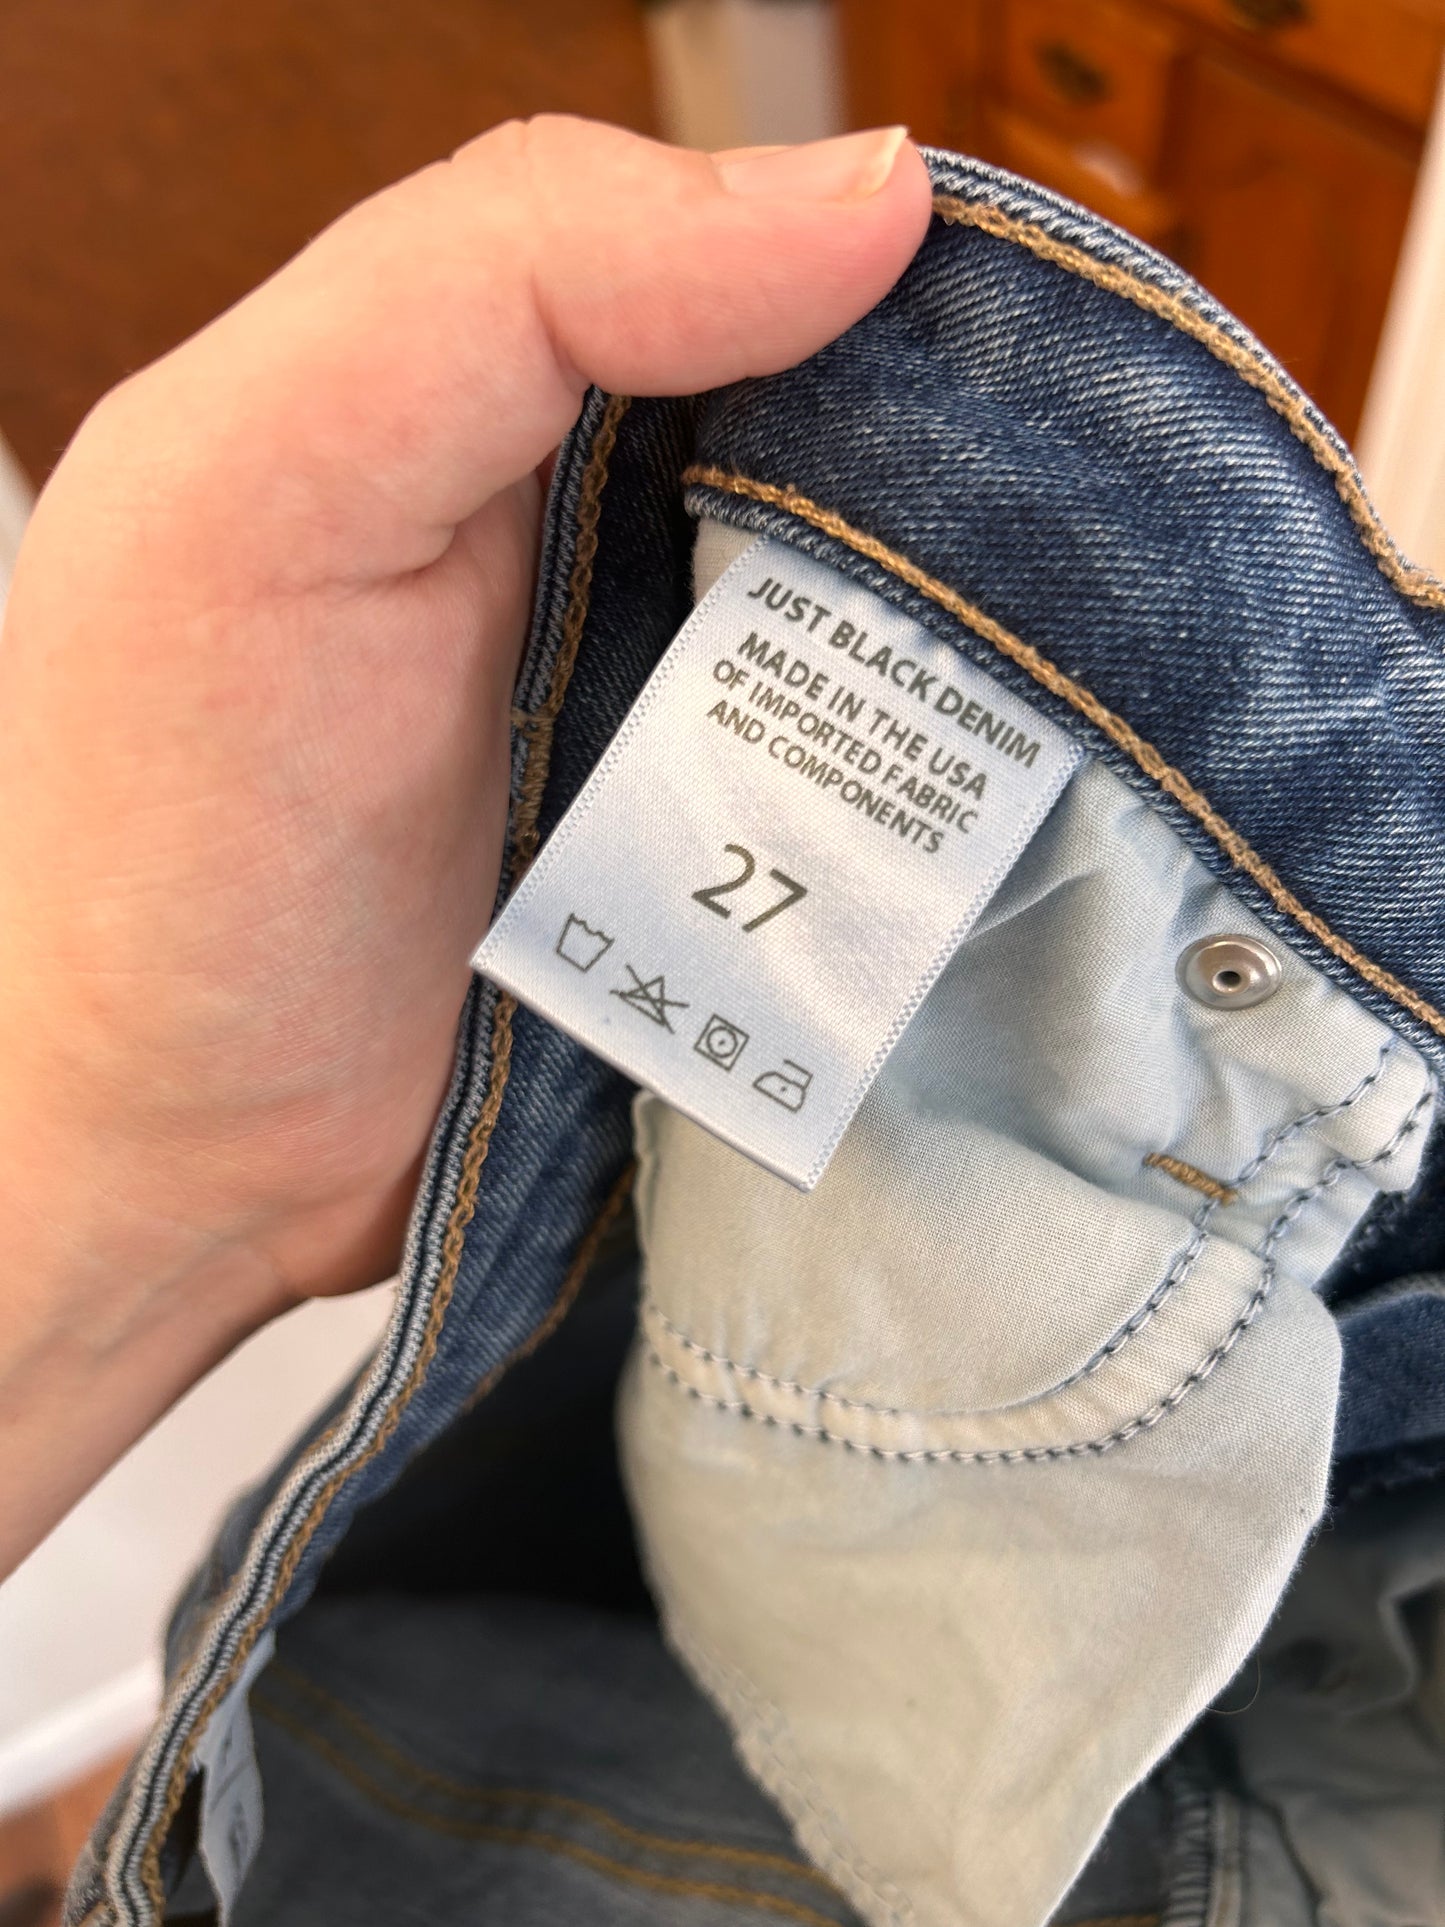 JUST BLACK DENIM
MADE IN THE USA
OF IMPORTED FABRIC
AND COMPONENTS
27